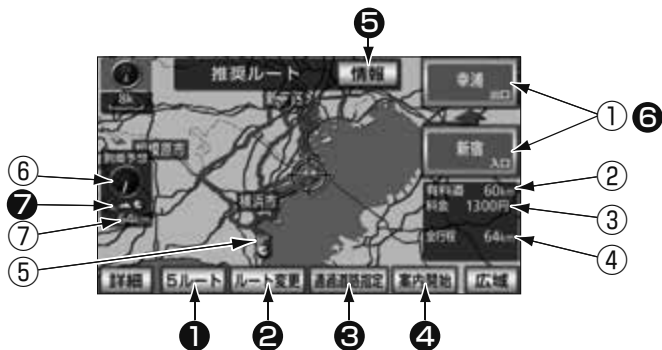 ❺
推奨ルート 情報
幸浦
出口
① ❻
新宿
入口
②
有料道 60km
③
料金 1300円
④
全行程 64km
⑥
❼
⑦
⑤
横浜市
詳細 5ルート ルート変更 通過道路指定 案内開始 広域
❶ ❷ ❸ ❹